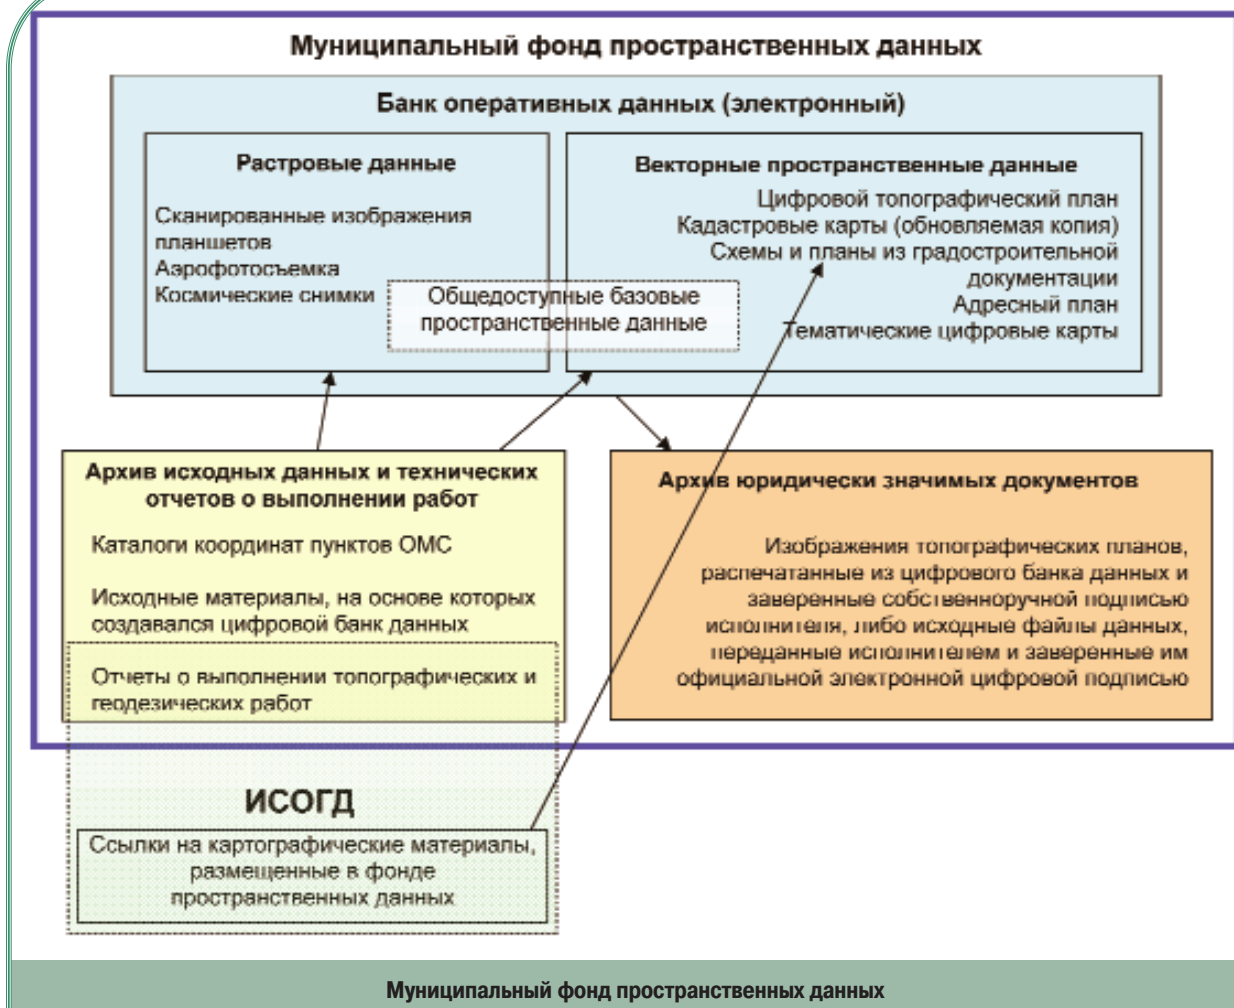 Муниципальный фонд пространственных данных
Банк оперативных данных (электронный)
Растровые данные
Сканированные изображения
планшетов
Аэрофотосъемка
Космические снимки
Векторные пространственные данные
Цифровой топографический план
Кадастровые карты (обновляемая копия)
Схемы и планы из градостроительной
документации
Адресный план
Тематические цифровые карты
Общедоступные базовые
пространственные данные
Архив исходных данных и технических
отчетов о выполнении работ
Каталоги координат пунктов ОМС
Исходные материалы, на основе которых
создавался цифровой банк данных
Отчеты о выполнении топографических и
геодезических работ
Архив юридически значимых документов
Изображения топографических планов,
распечатанные из цифрового банка данных и
заверенные собственноручной подписью
исполнителя, либо исходные файлы данных,
переданные исполнителем и заверенные им
официальной электронной цифровой подписью
ИСОГД
Ссылки на картографические материалы,
размещенные в фонде
пространственных данных
Муниципальный фонд пространственных данных